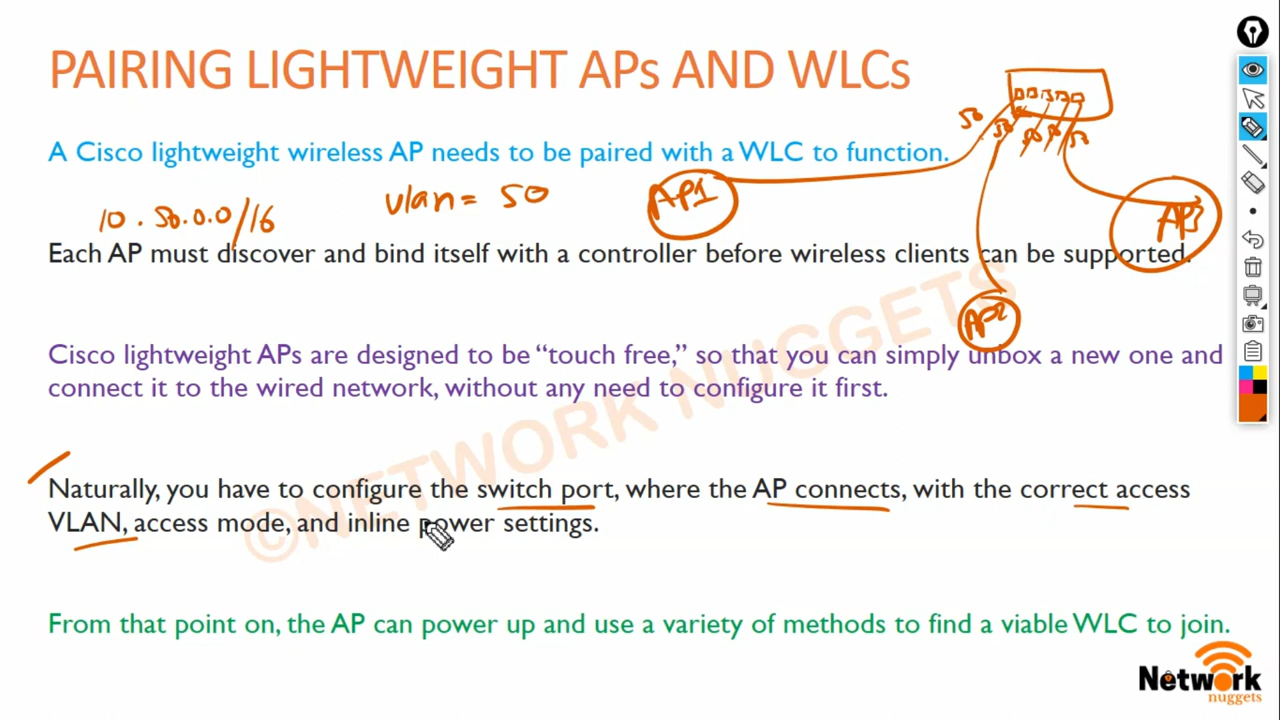 PAIRING LIGHTWEIGHT APs AND WLCs
A Cisco lightweight wireless AP needs to be paired with a WLC to function.
50
50
50
vlan = 50
AP1
10.50.0.0/16
AP3
Each AP must discover and bind itself with a controller before wireless clients can be supported.
AP2
Cisco lightweight APs are designed to be “touch free,” so that you can simply unbox a new one and
connect it to the wired network, without any need to configure it first.
©NETWORK NUGGETS
Naturally, you have to configure the switch port, where the AP connects, with the correct access
VLAN, access mode, and inline power settings.
From that point on, the AP can power up and use a variety of methods to find a viable WLC to join.
Network
nuggets